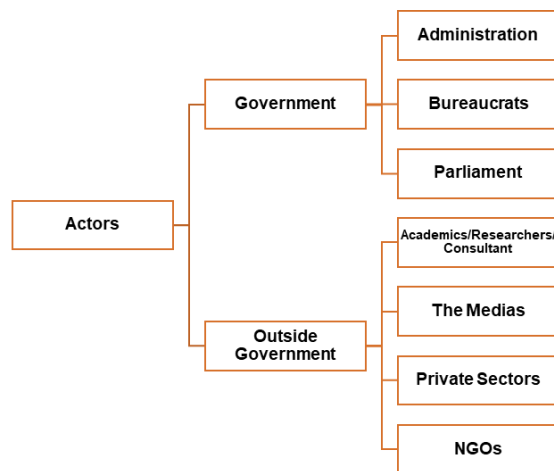 Administration
Government
Bureaucrats
Parliament
Actors
Academics/Researchers/
Consultant
The Medias
Outside
Government
Private Sectors
NGOs